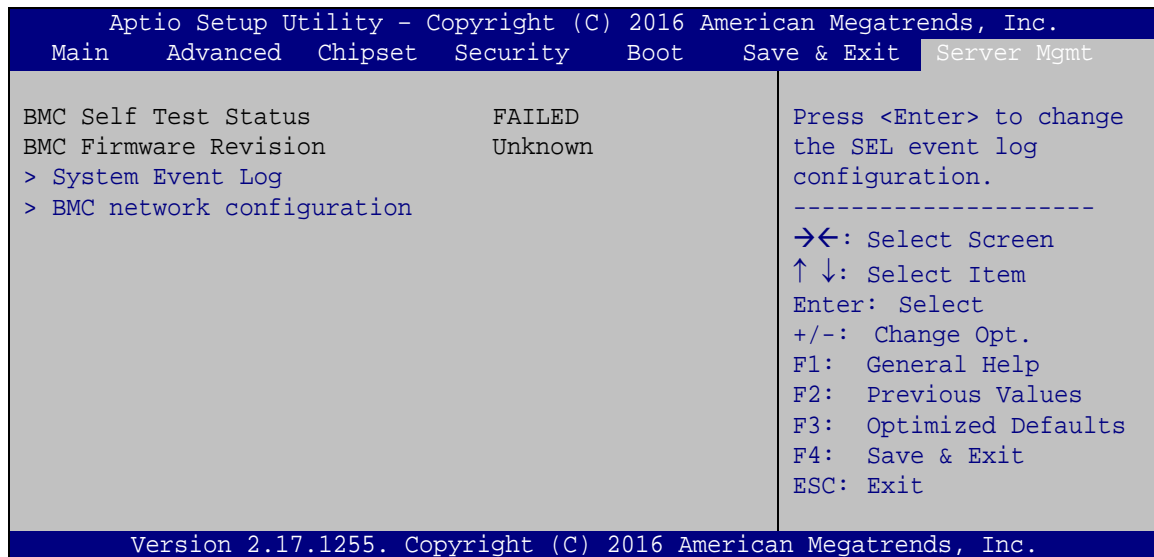 Aptio Setup Utility – Copyright (C) 2016 American Megatrends, Inc.
Main Advanced Chipset Security Boot Save & Exit Server Mgmt
BMC Self Test Status FAILED
BMC Firmware Revision Unknown
> System Event Log
> BMC network configuration
Press <Enter> to change
the SEL event log
configuration.
---------------------
→←: Select Screen
↑ ↓: Select Item
Enter: Select
+/-: Change Opt.
F1: General Help
F2: Previous Values
F3: Optimized Defaults
F4: Save & Exit
ESC: Exit
Version 2.17.1255. Copyright (C) 2016 American Megatrends, Inc.